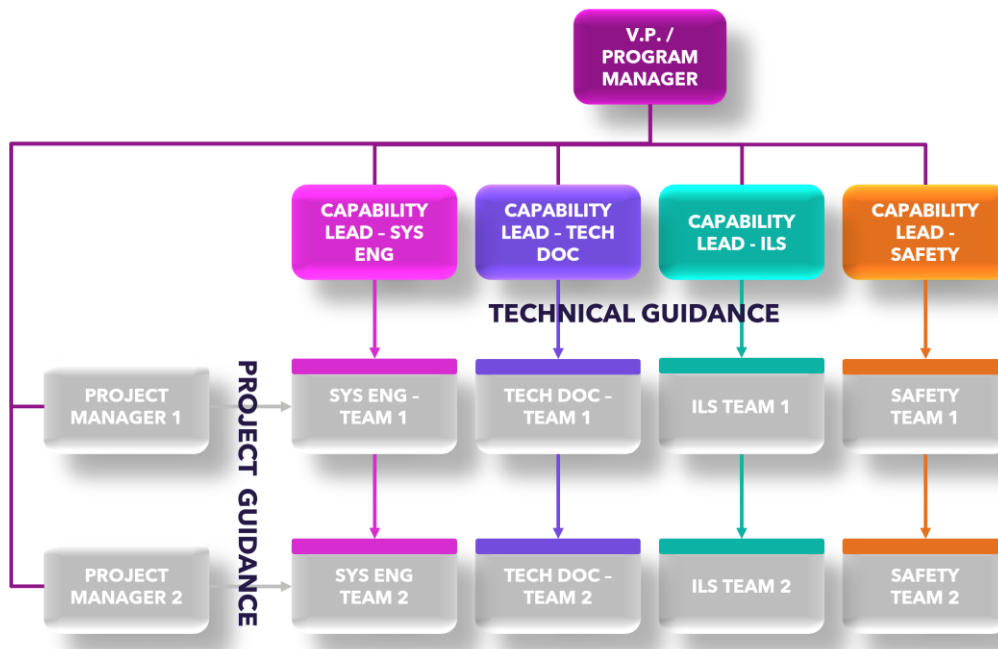 V.P. /
PROGRAM
MANAGER
CAPABILITY
LEAD – SYS
ENG
CAPABILITY
LEAD – TECH
DOC
CAPABILITY
LEAD - ILS
CAPABILITY
LEAD -
SAFETY
TECHNICAL GUIDANCE
PROJECT GUIDANCE
PROJECT
MANAGER 1
SYS ENG –
TEAM 1
TECH DOC –
TEAM 1
ILS TEAM 1
SAFETY
TEAM 1
PROJECT
MANAGER 2
SYS ENG
TEAM 2
TECH DOC –
TEAM 2
ILS TEAM 2
SAFETY
TEAM 2